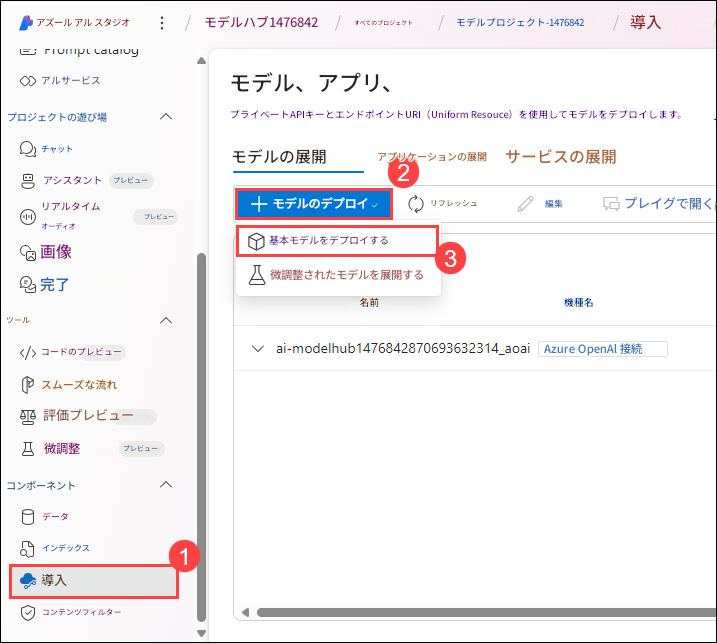 アズール アル スタジオ / モデルハブ1476842 / すべてのプロジェクト / モデルプロジェクト-1476842 / 導入
Prompt catalog
アルサービス
プロジェクトの遊び場
チャット
アシスタント プレビュー
リアルタイム
オーディオ プレビュー
画像
完了
ツール
コードのプレビュー
スムーズな流れ
評価プレビュー
微調整 プレビュー
コンポーネント
データ
インデックス
1
導入
コンテンツフィルター
モデル、アプリ、
プライベートAPIキーとエンドポイントURI（Uniform Resouce）を使用してモデルをデプロイします。
モデルの展開 アプリケーションの展開 サービスの展開
2
モデルのデプロイ リフレッシュ 編集 プレイグで開く
基本モデルをデプロイする
3
微調整されたモデルを展開する
名前 機種名
ai-modelhub1476842870693632314_aoai Azure OpenAl 接続